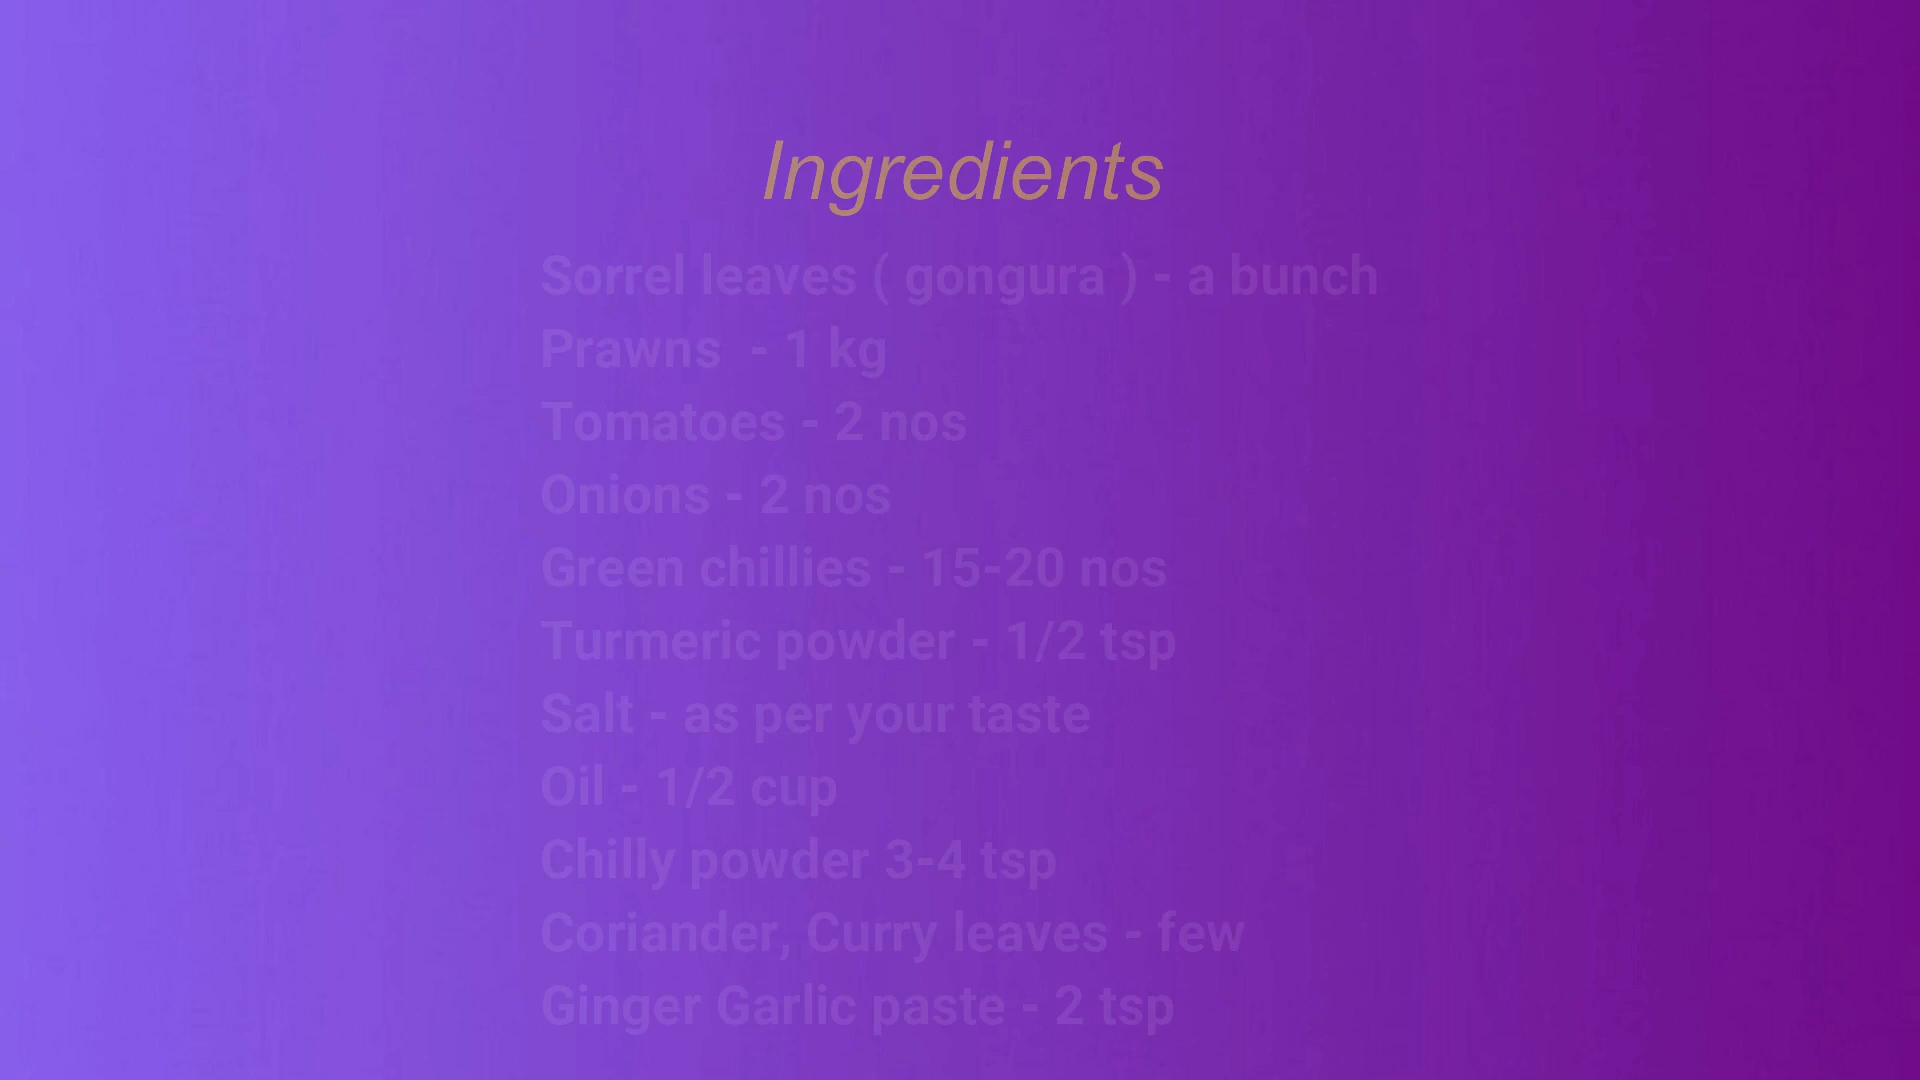 Ingredients
Sorrel leaves ( gongura ) - a bunch
Prawns  - 1 kg
Tomatoes - 2 nos
Onions - 2 nos
Green chillies - 15-20 nos
Turmeric powder - 1/2 tsp
Salt - as per your taste
Oil - 1/2 cup
Chilly powder 3-4 tsp
Coriander, Curry leaves - few
Ginger Garlic paste - 2 tsp